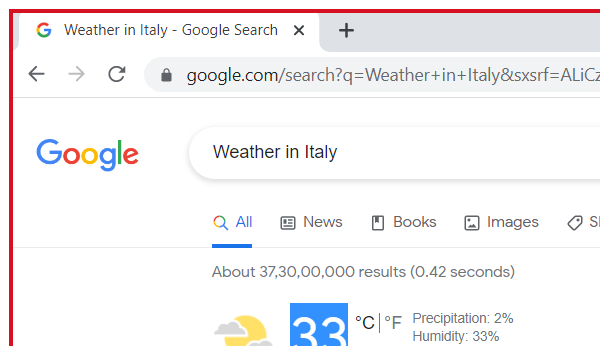 Weather in Italy - Google Search
google.com/search?q=Weather+in+Italy&sxsrf=ALiCz
Google
Weather in Italy
All News Books Images
About 37,30,00,000 results (0.42 seconds)
33 °C | °F Precipitation: 2%
Humidity: 33%